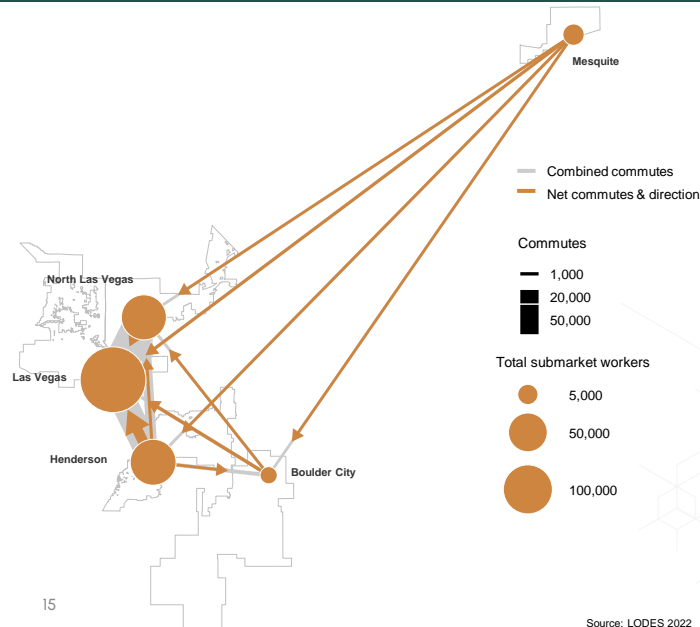 Mesquite
Combined commutes
Net commutes & direction
Commutes
North Las Vegas
1,000
20,000
50,000
Total submarket workers
Las Vegas
5,000
50,000
Henderson
Boulder City
100,000
15
Source: LODES 2022